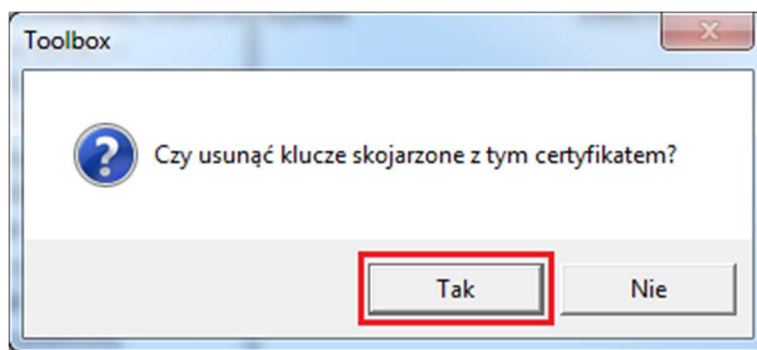 Toolbox
Czy usunąć klucze skojarzone z tym certyfikatem?
Tak
Nie